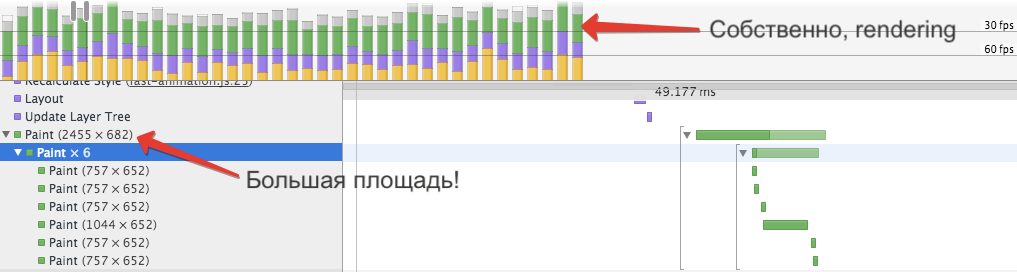 Собственно, rendering
30 fps
60 fps
Recalculate Style (fast-animation.js:25)
49.177 ms
Layout
Update Layer Tree
Paint (2455 × 682)
Paint × 6
Paint (757 × 652)
Большая площадь!
Paint (757 × 652)
Paint (757 × 652)
Paint (1044 × 652)
Paint (757 × 652)
Paint (757 × 652)